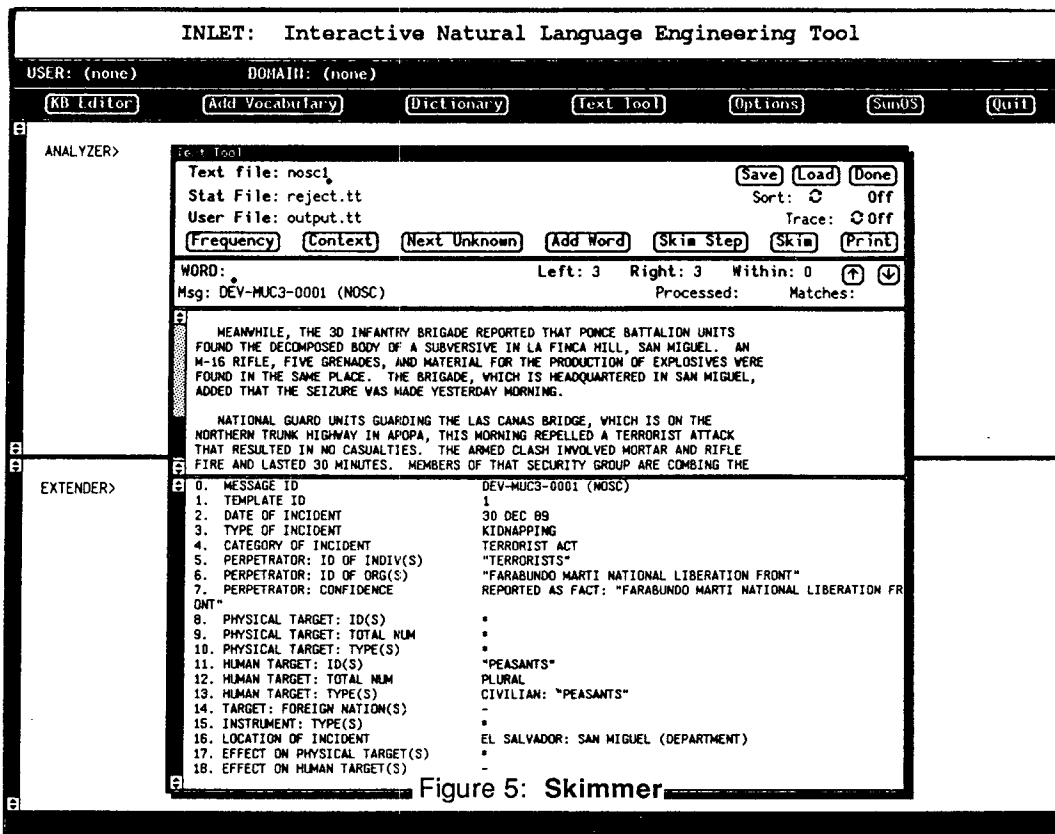 INLET: Interactive Natural Language Engineering Tool
USER: (none) DOMAIN: (none)
KB Editor Add Vocabulary Dictionary Text Tool Options SunOS Quit
ANALYZER>
Text Tool
Text file: nosc1
Save Load Done
Stat File: reject.tt
Sort: Off
User File: output.tt
Trace: Off
Frequency Context Next Unknown Add Word Skim Step Skim Print
WORD: Left: 3 Right: 3 Within: 0
Msg: DEV-MUC3-0001 (NOSC) Processed: Matches:
MEANWHILE, THE 3D INFANTRY BRIGADE REPORTED THAT PONCE BATTALION UNITS
FOUND THE DECOMPOSED BODY OF A SUBVERSIVE IN LA FINCA HILL, SAN MIGUEL. AN
M-16 RIFLE, FIVE GRENADES, AND MATERIAL FOR THE PRODUCTION OF EXPLOSIVES WERE
FOUND IN THE SAME PLACE. THE BRIGADE, WHICH IS HEADQUARTERED IN SAN MIGUEL,
ADDED THAT THE SEIZURE WAS MADE YESTERDAY MORNING.
NATIONAL GUARD UNITS GUARDING THE LAS CANAS BRIDGE, WHICH IS ON THE
NORTHERN TRUNK HIGHWAY IN APOPA, THIS MORNING REPELLED A TERRORIST ATTACK
THAT RESULTED IN NO CASUALTIES. THE ARMED CLASH INVOLVED MORTAR AND RIFLE
FIRE AND LASTED 30 MINUTES. MEMBERS OF THAT SECURITY GROUP ARE COMBING THE
EXTENDER>
0. MESSAGE ID DEV-MUC3-0001 (NOSC)
1. TEMPLATE ID 1
2. DATE OF INCIDENT 30 DEC 89
3. TYPE OF INCIDENT KIDNAPPING
4. CATEGORY OF INCIDENT TERRORIST ACT
5. PERPETRATOR: ID OF INDIV(S) "TERRORISTS"
6. PERPETRATOR: ID OF ORG(S) "FARABUNDO MARTI NATIONAL LIBERATION FRONT"
7. PERPETRATOR: CONFIDENCE REPORTED AS FACT: "FARABUNDO MARTI NATIONAL LIBERATION FR
ONT"
8. PHYSICAL TARGET: ID(S) *
9. PHYSICAL TARGET: TOTAL NUM *
10. PHYSICAL TARGET: TYPE(S) *
11. HUMAN TARGET: ID(S) "PEASANTS"
12. HUMAN TARGET: TOTAL NUM PLURAL
13. HUMAN TARGET: TYPE(S) CIVILIAN: "PEASANTS"
14. TARGET: FOREIGN NATION(S) -
15. INSTRUMENT: TYPE(S) *
16. LOCATION OF INCIDENT EL SALVADOR: SAN MIGUEL (DEPARTMENT)
17. EFFECT ON PHYSICAL TARGET(S) *
18. EFFECT ON HUMAN TARGET(S) -
Figure 5: Skimmer